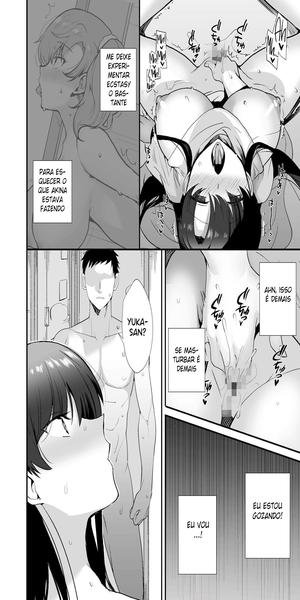 ME DEIXE
EXPERI-
MENTAR
ECSTASY
O BAS-
TANTE
PARA ES-
QUECER O
QUE AKINA
ESTAVA
FAZENDO
AHN, ISSO
É DEMAIS
SE MAS-
TURBAR É
DEMAIS
YUKA-
SAN?
EU ESTOU
GOZANDO!
EU VOU
...!